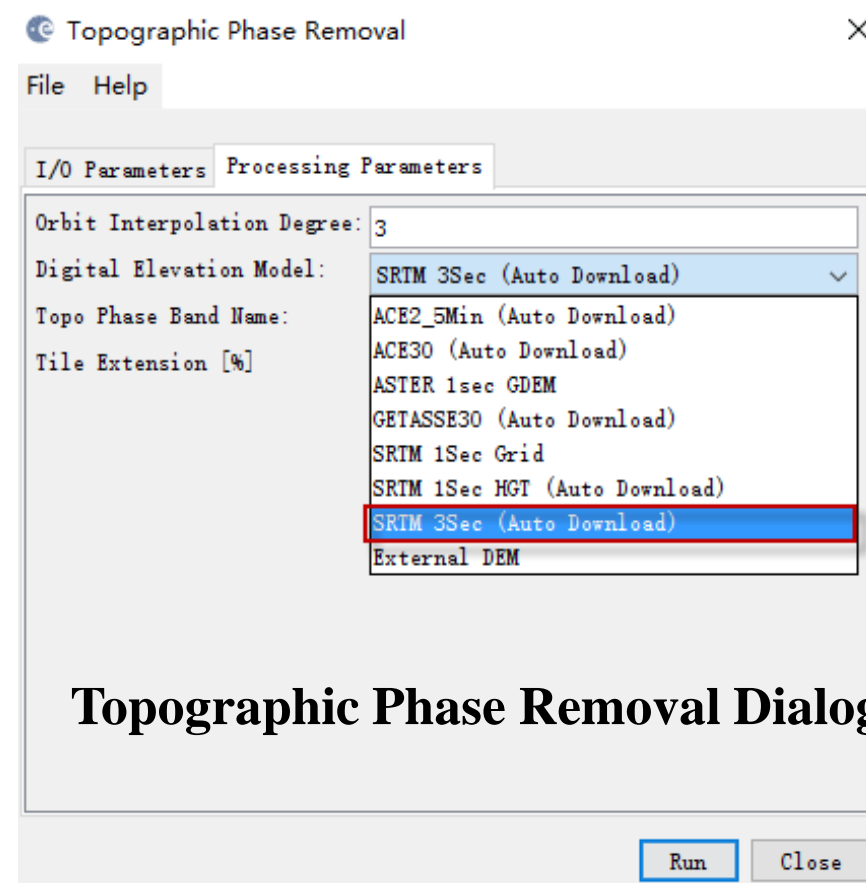 Topographic Phase Removal
File Help
I/O Parameters Processing Parameters
Orbit Interpolation Degree: 3
Digital Elevation Model: SRTM 3Sec (Auto Download)
Topo Phase Band Name: ACE2_5Min (Auto Download)
ACE30 (Auto Download)
Tile Extension [%]
ASTER 1sec GDEM
GETASSE30 (Auto Download)
SRTM 1Sec Grid
SRTM 1Sec HGT (Auto Download)
SRTM 3Sec (Auto Download)
External DEM
Topographic Phase Removal Dialog
Run Close